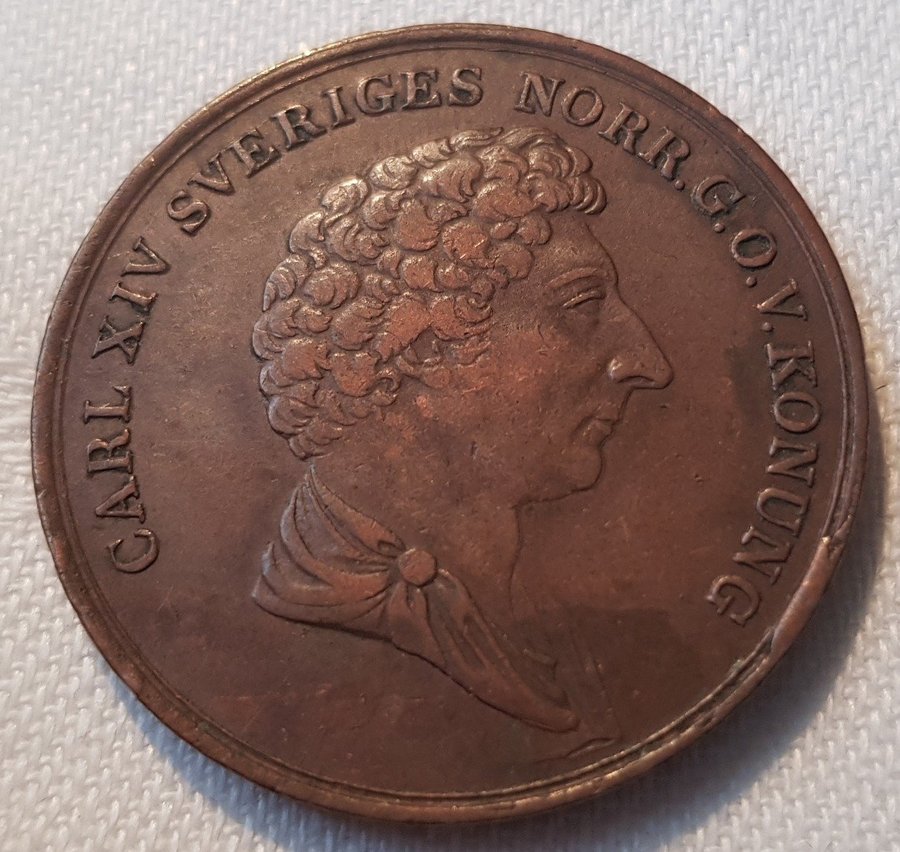 CARL XIV SVERIGES NORR. G. O. V. KONUNG